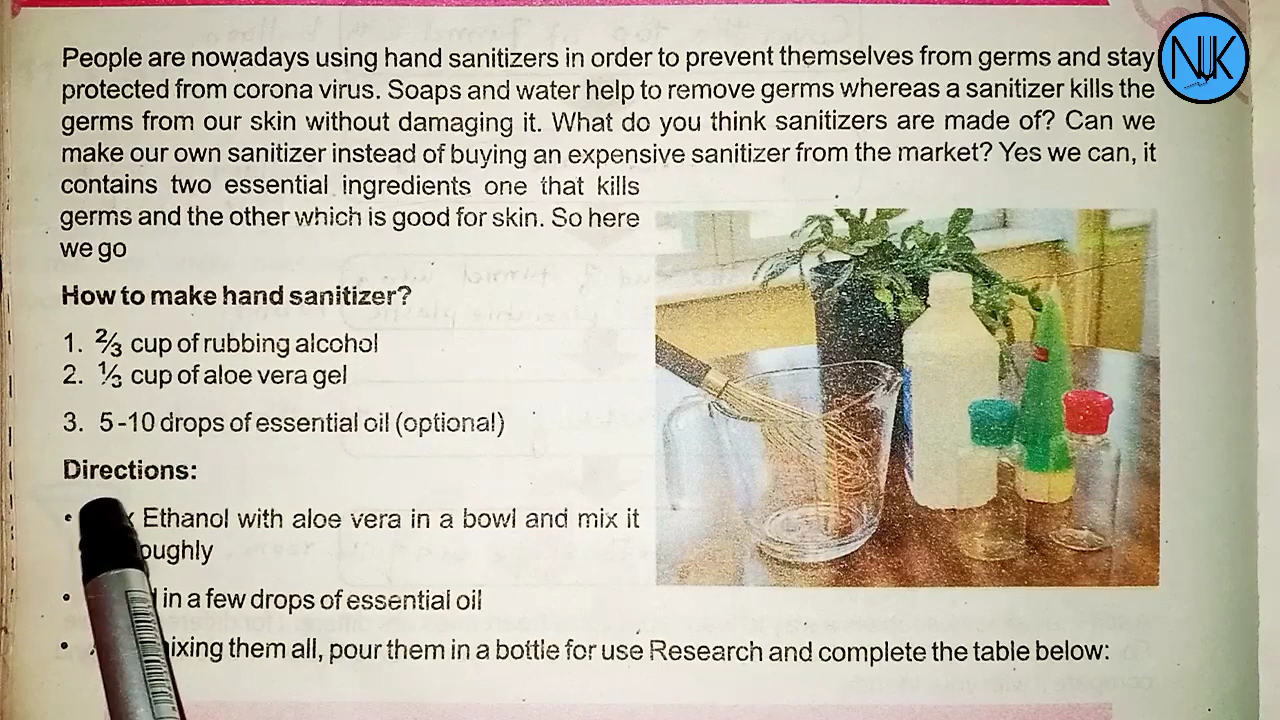 People are nowadays using hand sanitizers in order to prevent themselves from germs and stay
protected from corona virus. Soaps and water help to remove germs whereas a sanitizer kills the
germs from our skin without damaging it. What do you think sanitizers are made of? Can we
make our own sanitizer instead of buying an expensive sanitizer from the market? Yes we can, it
contains two essential ingredients one that kills
germs and the other which is good for skin. So here
we go
How to make hand sanitizer?
1. ⅔ cup of rubbing alcohol
2. ⅓ cup of aloe vera gel
3. 5-10 drops of essential oil (optional)
Directions:
• Ethanol with aloe vera in a bowl and mix it
oughly
• in a few drops of essential oil
• ixing them all, pour them in a bottle for use Research and complete the table below:
NJK